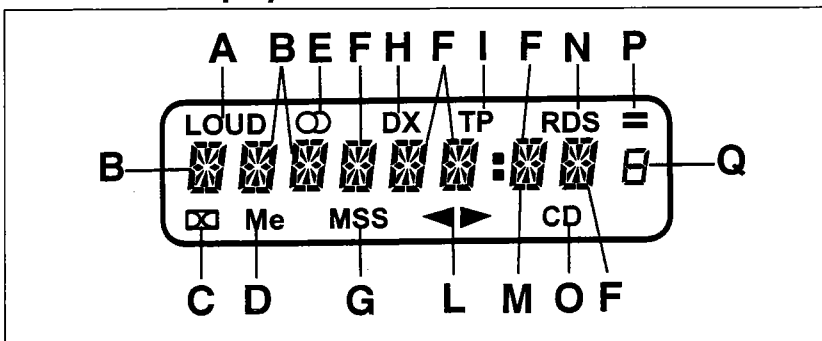 A B E F H F I F N P
LOUD DX TP RDS
B Q
Me MSS CD
C D G L M O F